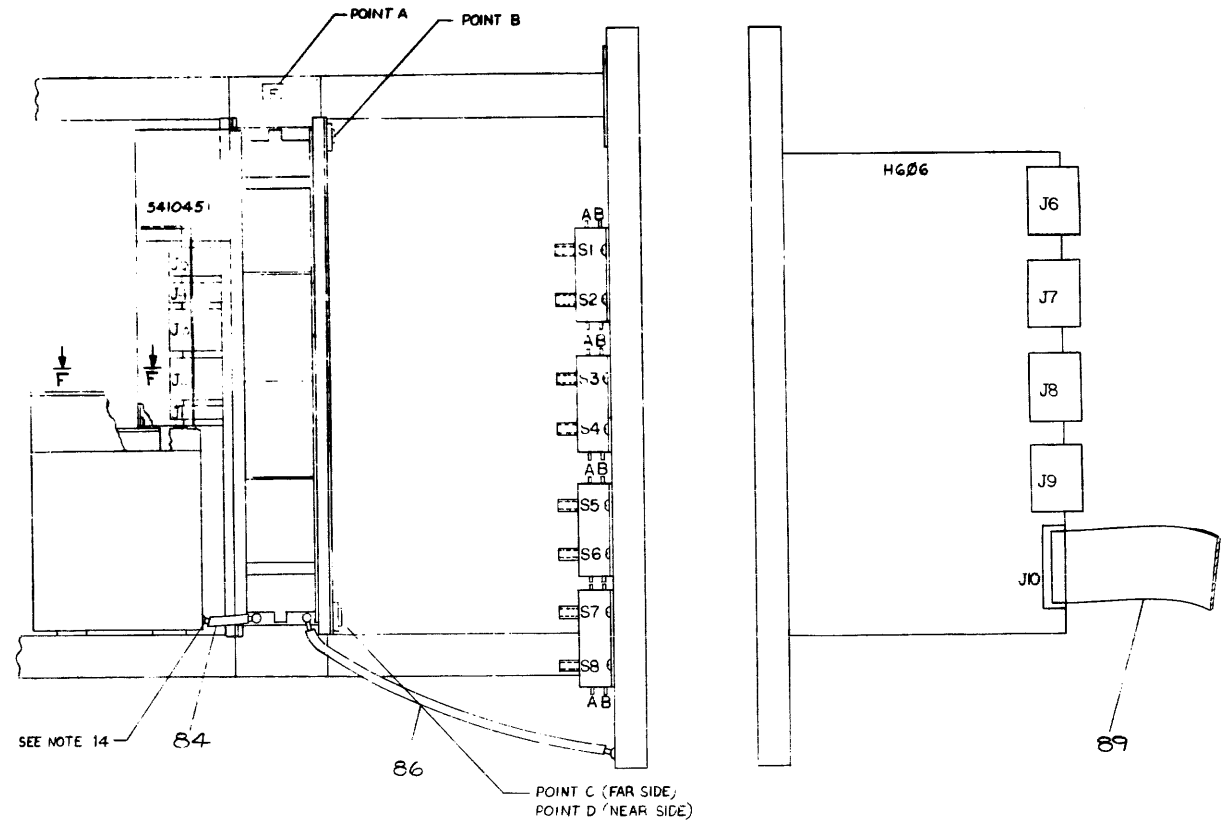 POINT A
POINT B
H6Ø6
J6
5410451
AB
S1
S2
J7
AB
F
F
S3
S4
J8
AB
S5
J9
S6
J10
S7
S8
AB
SEE NOTE 14
84
86
89
POINT C (FAR SIDE)
POINT D (NEAR SIDE)